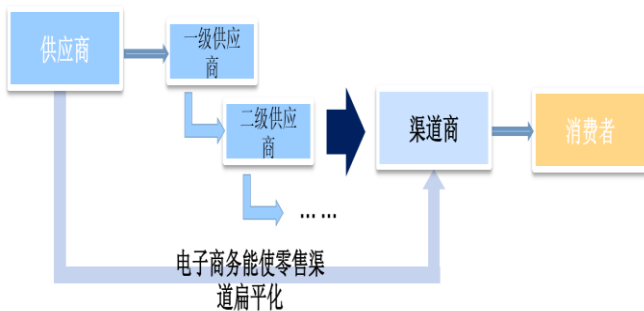 供应商
一级供应
商
二级供应
商
... ...
渠道商
消费者
电子商务能使零售渠
道扁平化